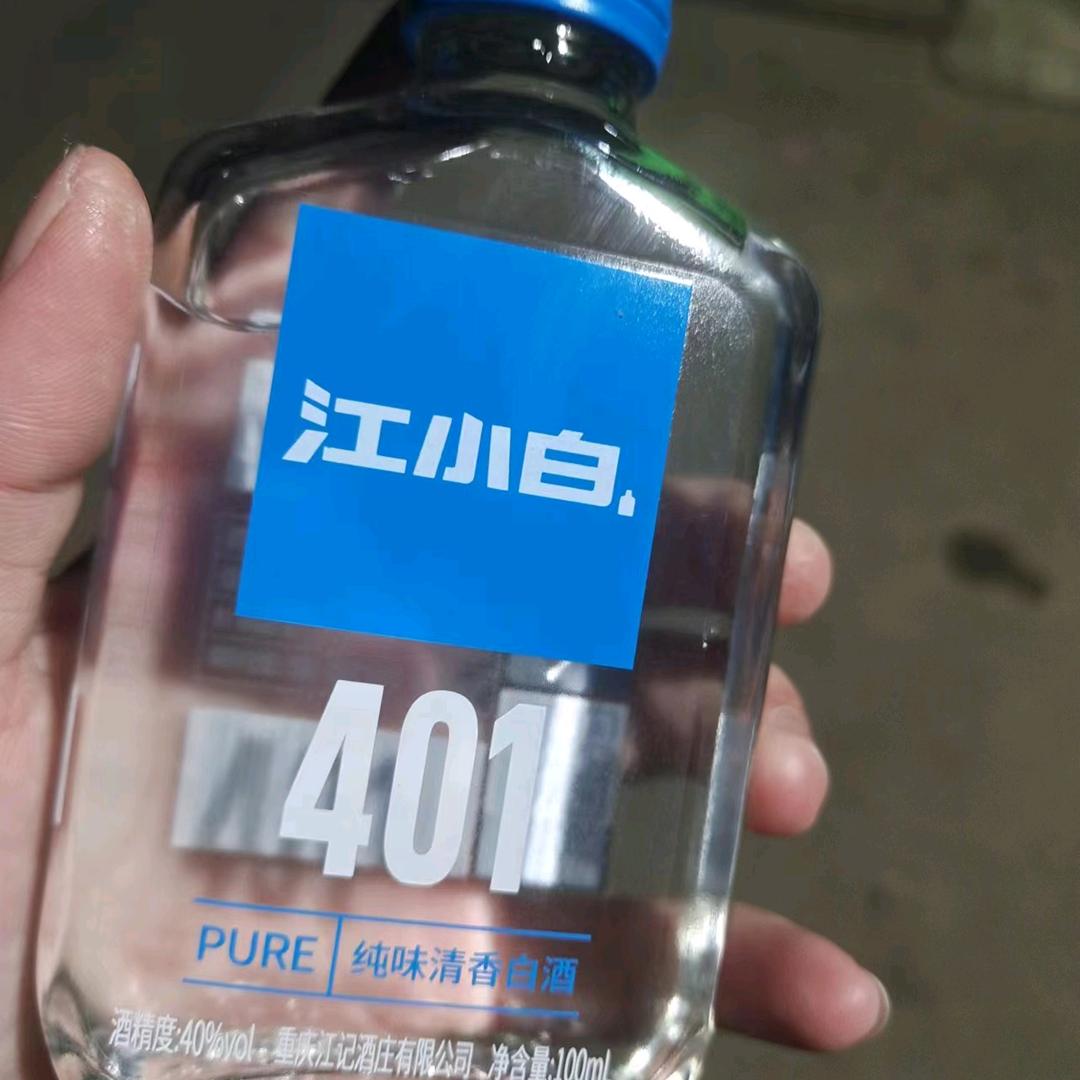 江小白
401
PURE 纯味清香白酒
酒精度:40%vol 重庆江记酒庄有限公司 净含量:100ml